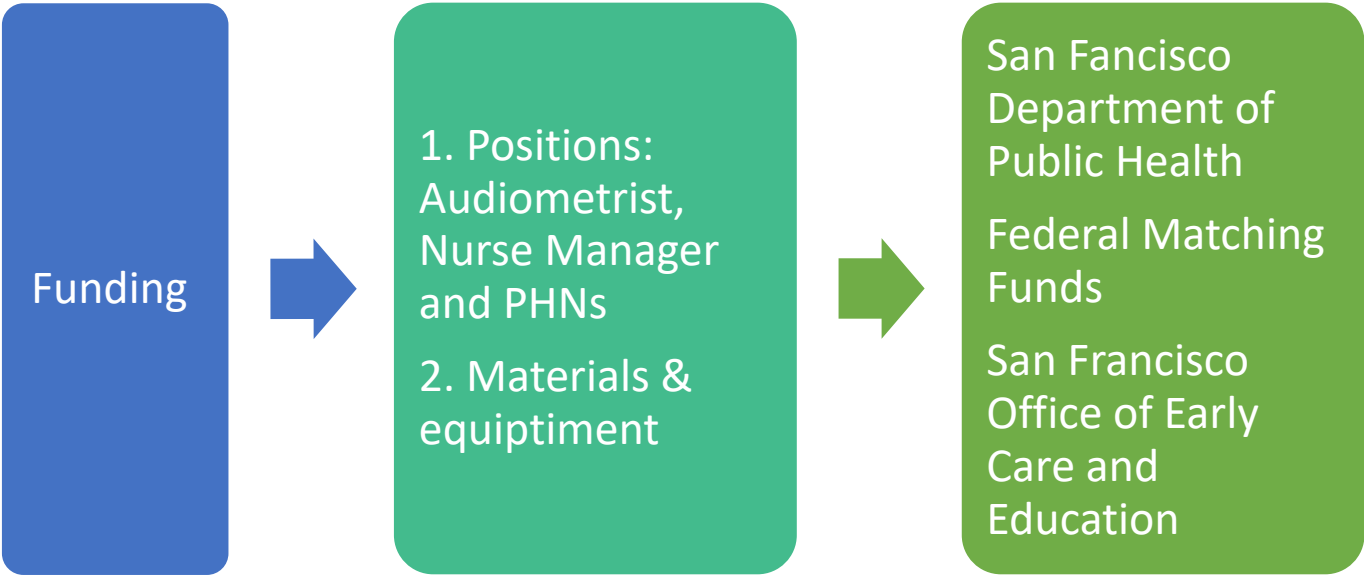 Funding
1. Positions:
Audiometrist,
Nurse Manager
and PHNs
2. Materials &
equiptiment
San Fancisco
Department of
Public Health
Federal Matching
Funds
San Francisco
Office of Early
Care and
Education